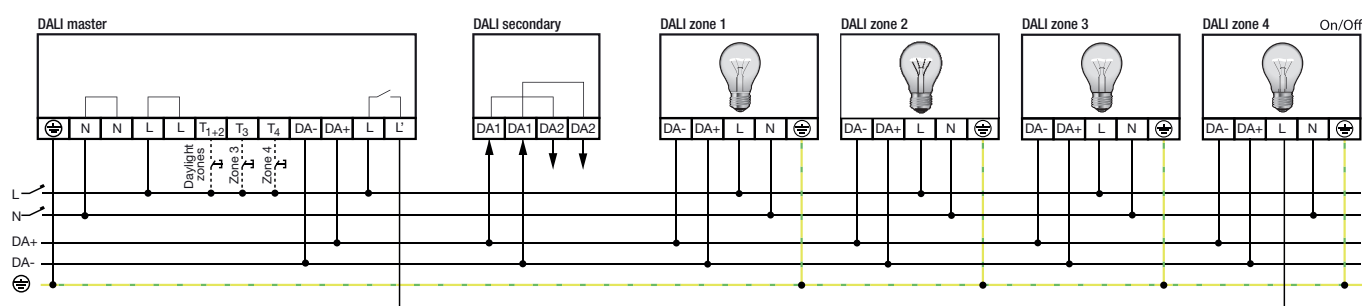 DALI master
DALI secondary
DALI zone 1
DALI zone 2
DALI zone 3
DALI zone 4
On/Off
N N L L T1+2 T3 T4 DA- DA+ L L'
DA1 DA1 DA2 DA2
DA- DA+ L N
DA- DA+ L N
DA- DA+ L N
DA- DA+ L N
Daylight
zones
Zone 3
Zone 4
L
N
DA+
DA-